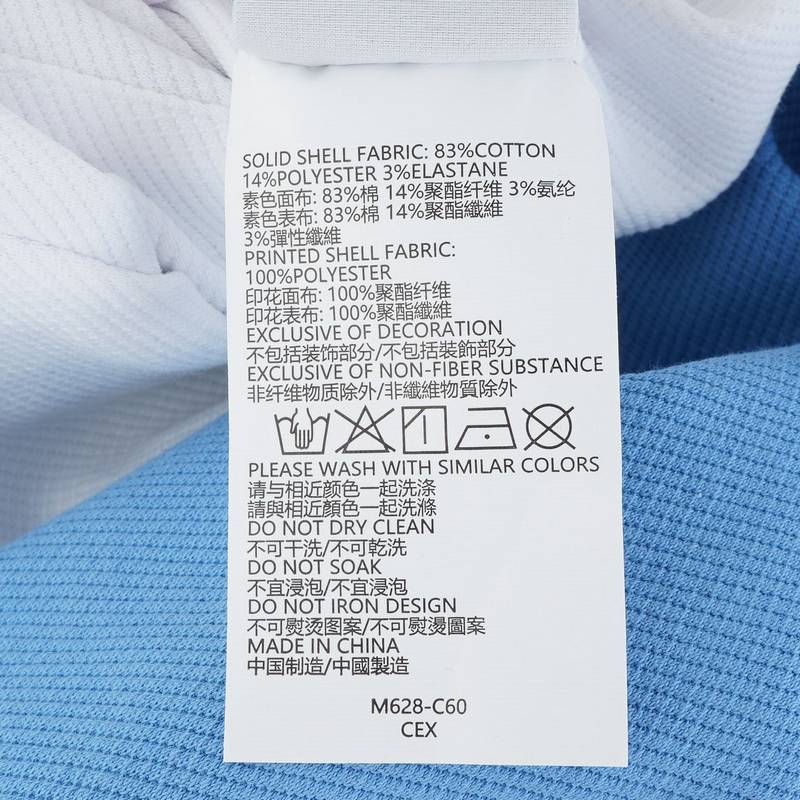 SOLID SHELL FABRIC: 83%COTTON
14%POLYESTER 3%ELASTANE
素色面布: 83%棉 14%聚酯纤维 3%氨纶
素色表布: 83%棉 14%聚酯纖維
3%彈性纖維
PRINTED SHELL FABRIC:
100%POLYESTER
印花面布: 100%聚酯纤维
印花表布: 100%聚酯纖維
EXCLUSIVE OF DECORATION
不包括装饰部分/不包括裝飾部分
EXCLUSIVE OF NON-FIBER SUBSTANCE
非纤维物质除外/非纖維物質除外
PLEASE WASH WITH SIMILAR COLORS
请与相近颜色一起洗涤
請與相近顏色一起洗滌
DO NOT DRY CLEAN
不可干洗/不可乾洗
DO NOT SOAK
不宜浸泡/不宜浸泡
DO NOT IRON DESIGN
不可熨烫图案/不可熨燙圖案
MADE IN CHINA
中国制造/中國製造
M628-C60
CEX